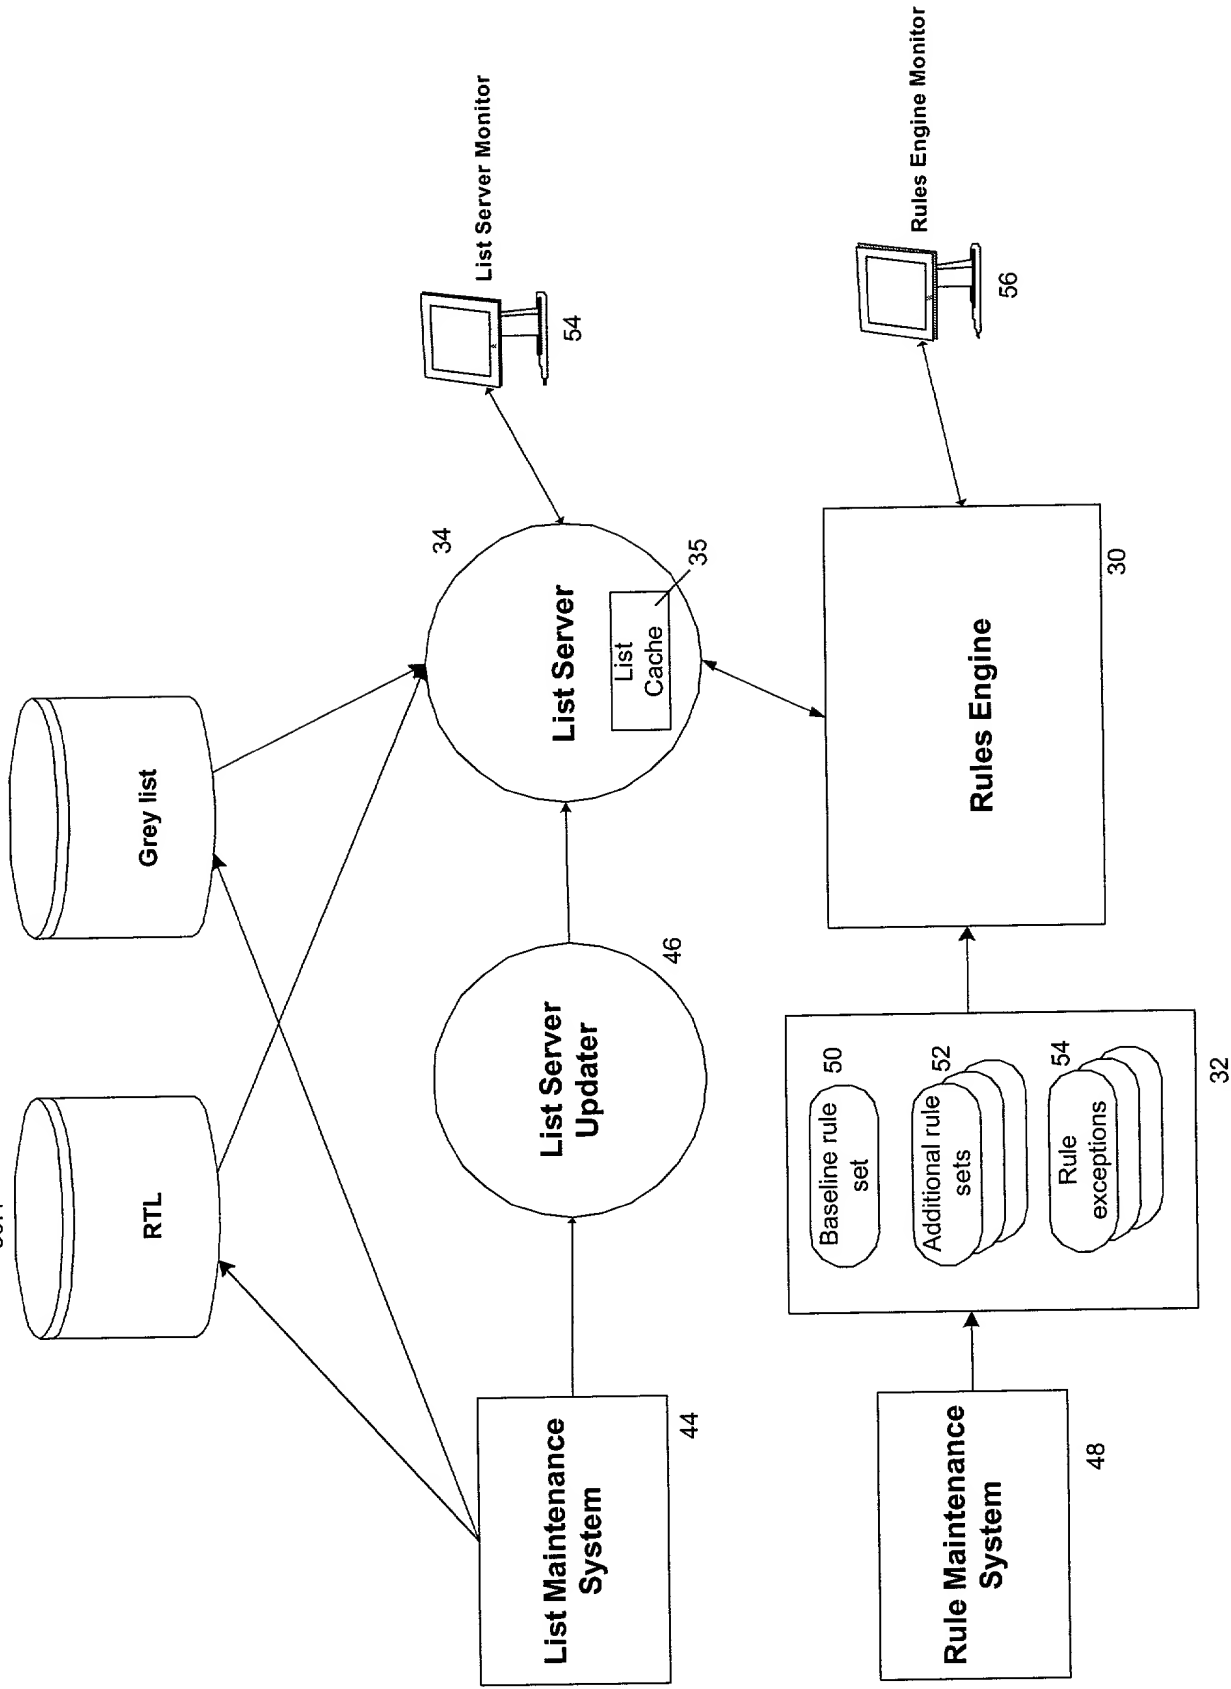 RTL
Grey list
List Maintenance
System
44
List Server
Updater
46
List Server
34
List
Cache
35
List Server Monitor
54
Rule Maintenance
System
48
Baseline rule
set
50
Additional rule
sets
52
Rule
exceptions
54
32
Rules Engine
30
Rules Engine Monitor
56